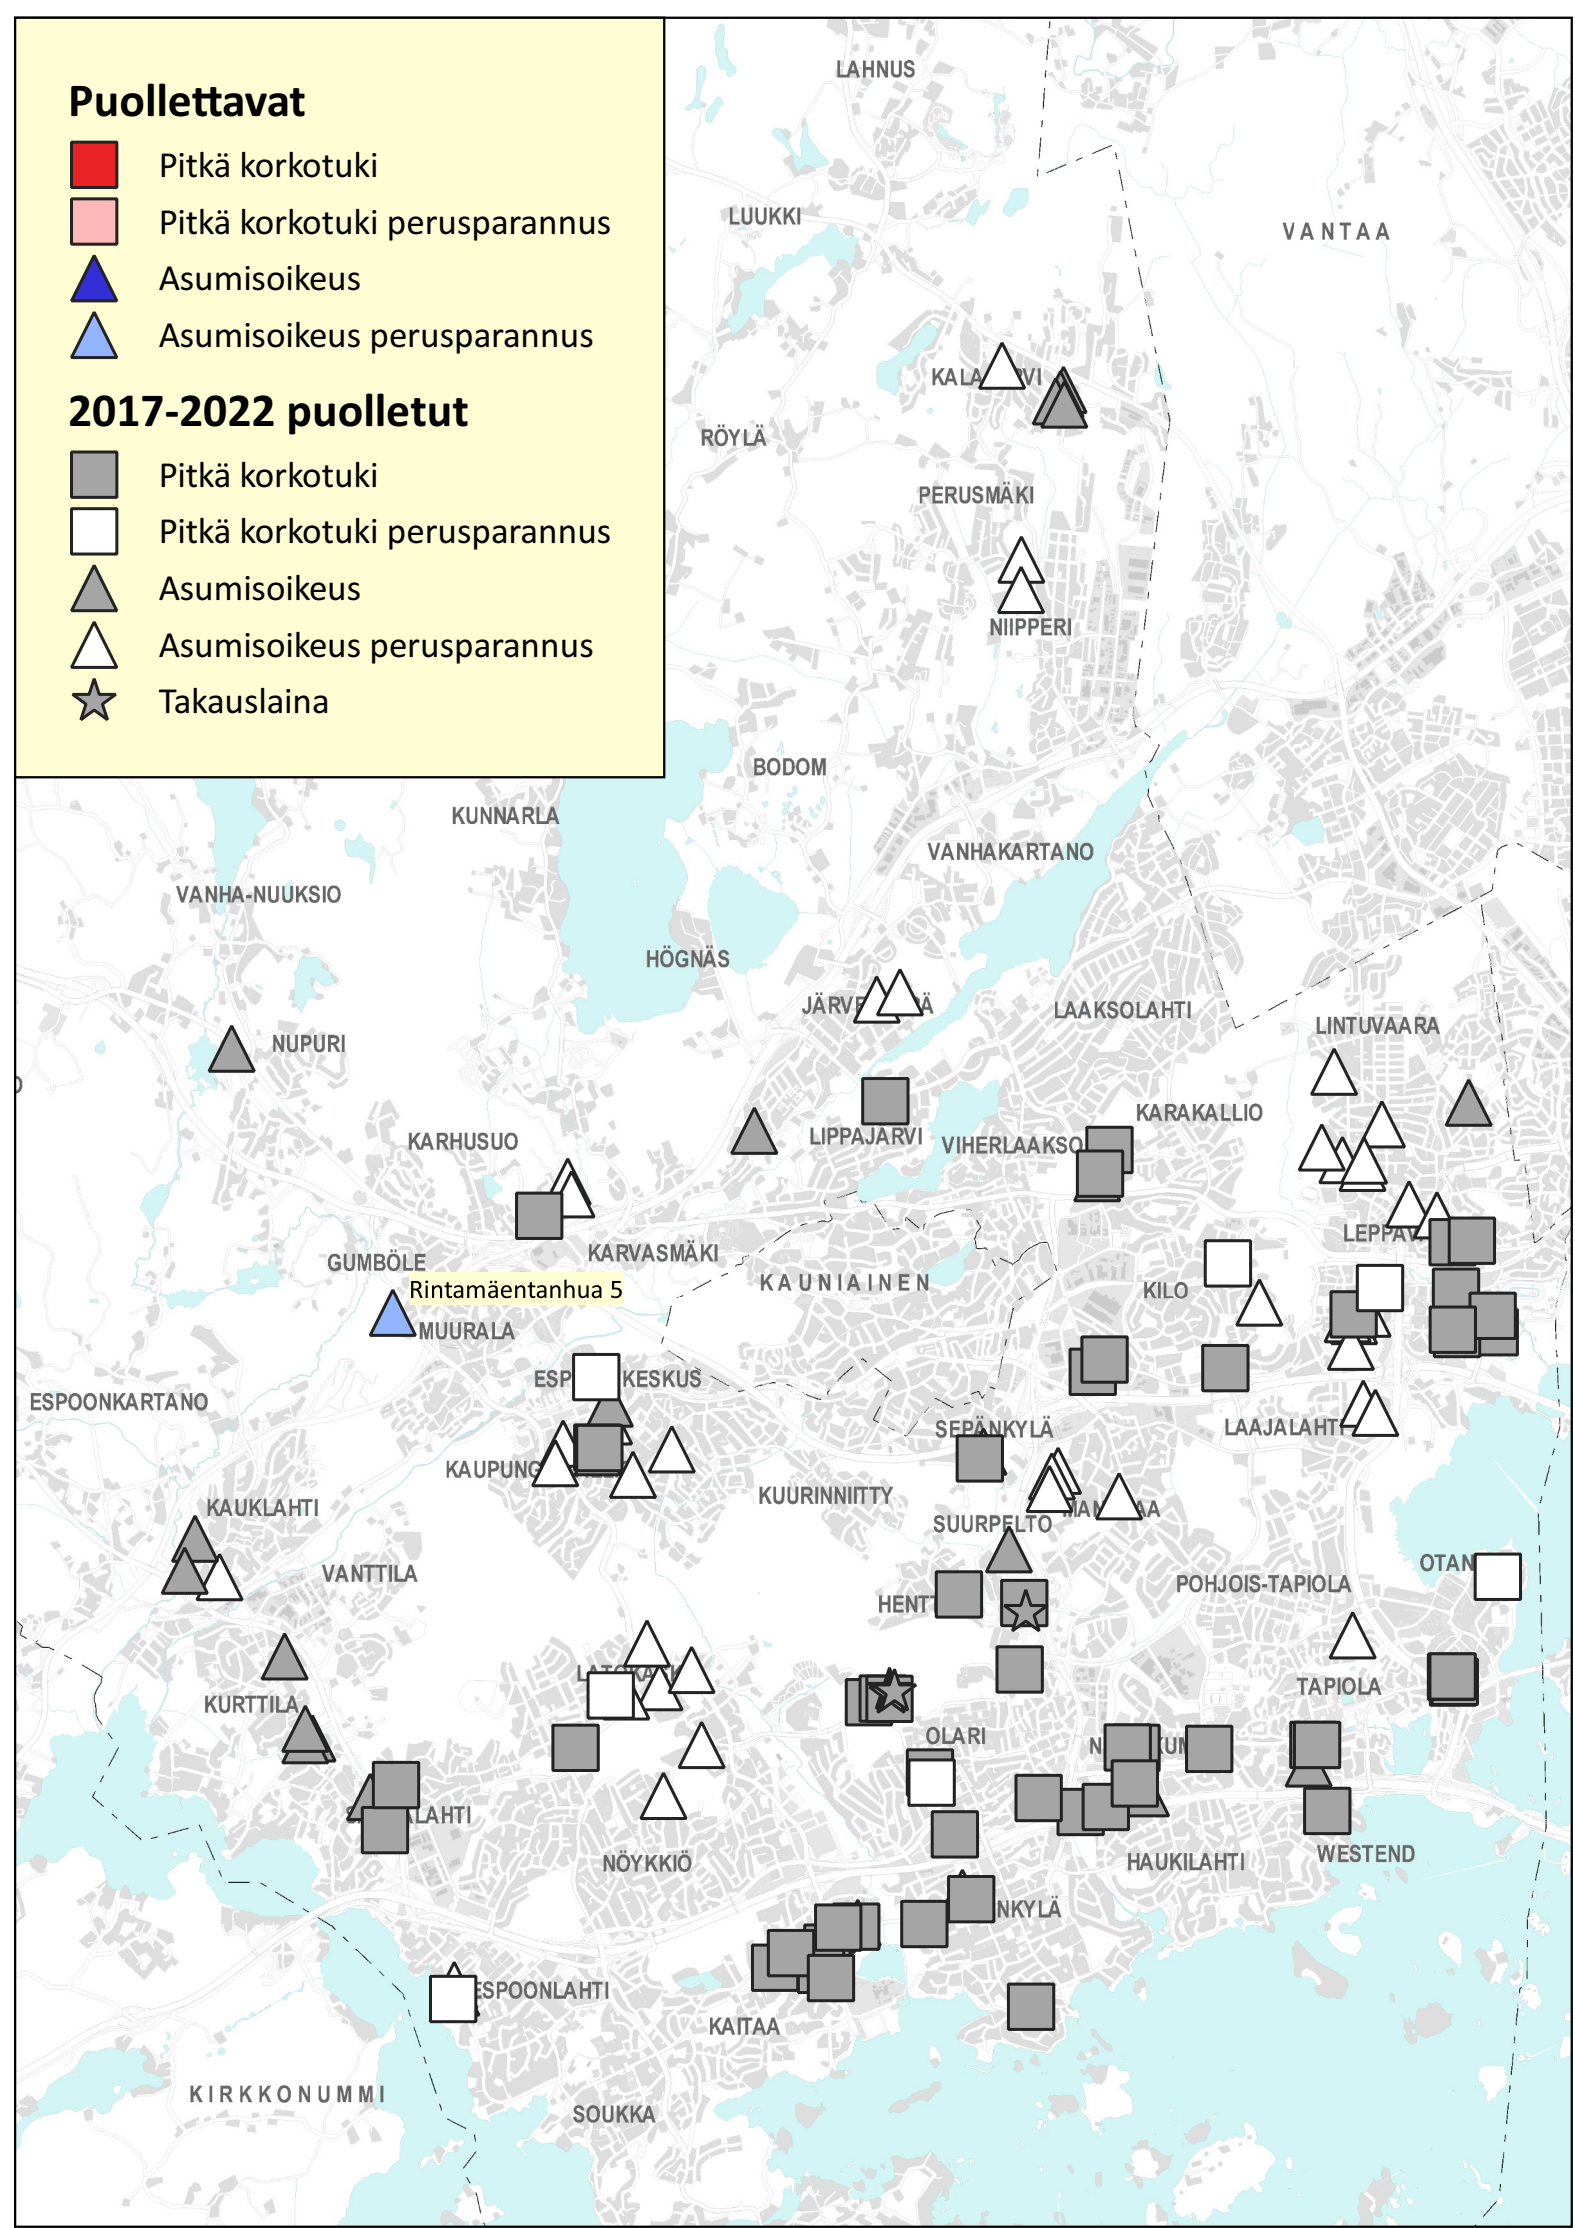 Puollettavat
Pitkä korkotuki
Pitkä korkotuki perusparannus
Asumisoikeus
Asumisoikeus perusparannus
2017-2022 puolletut
Pitkä korkotuki
Pitkä korkotuki perusparannus
Asumisoikeus
Asumisoikeus perusparannus
Takauslaina
LAHNUS
LUUKKI
VANTAA
RÖYLÄ
PERUSMÄKI
NIIPPERI
BODOM
KUNNARLA
VANHAKARTANO
VANHA-NUUKSIO
HÖGNÄS
LAAKSOLAHTI
LINTUVAARA
NUPURI
KARAKALLIO
LIPPAJÄRVI
KARHUSUO
VIHERLAAKSO
KARVASMÄKI
GUMBÖLE
KAUNIAINEN
Rintamäentanhua 5
KILO
MUURALA
KESKUS
ESPOONKARTANO
SEPÄNKYLÄ
KUURINNIITTY
KAUKLAHTI
SUURPELTO
VANTTILA
POHJOIS-TAPIOLA
TAPIOLA
KURTTILA
OLARI
NÖYKKIÖ
HAUKILAHTI
WESTEND
ESPOONLAHTI
KAITAA
KIRKKONUMMI
SOUKKA